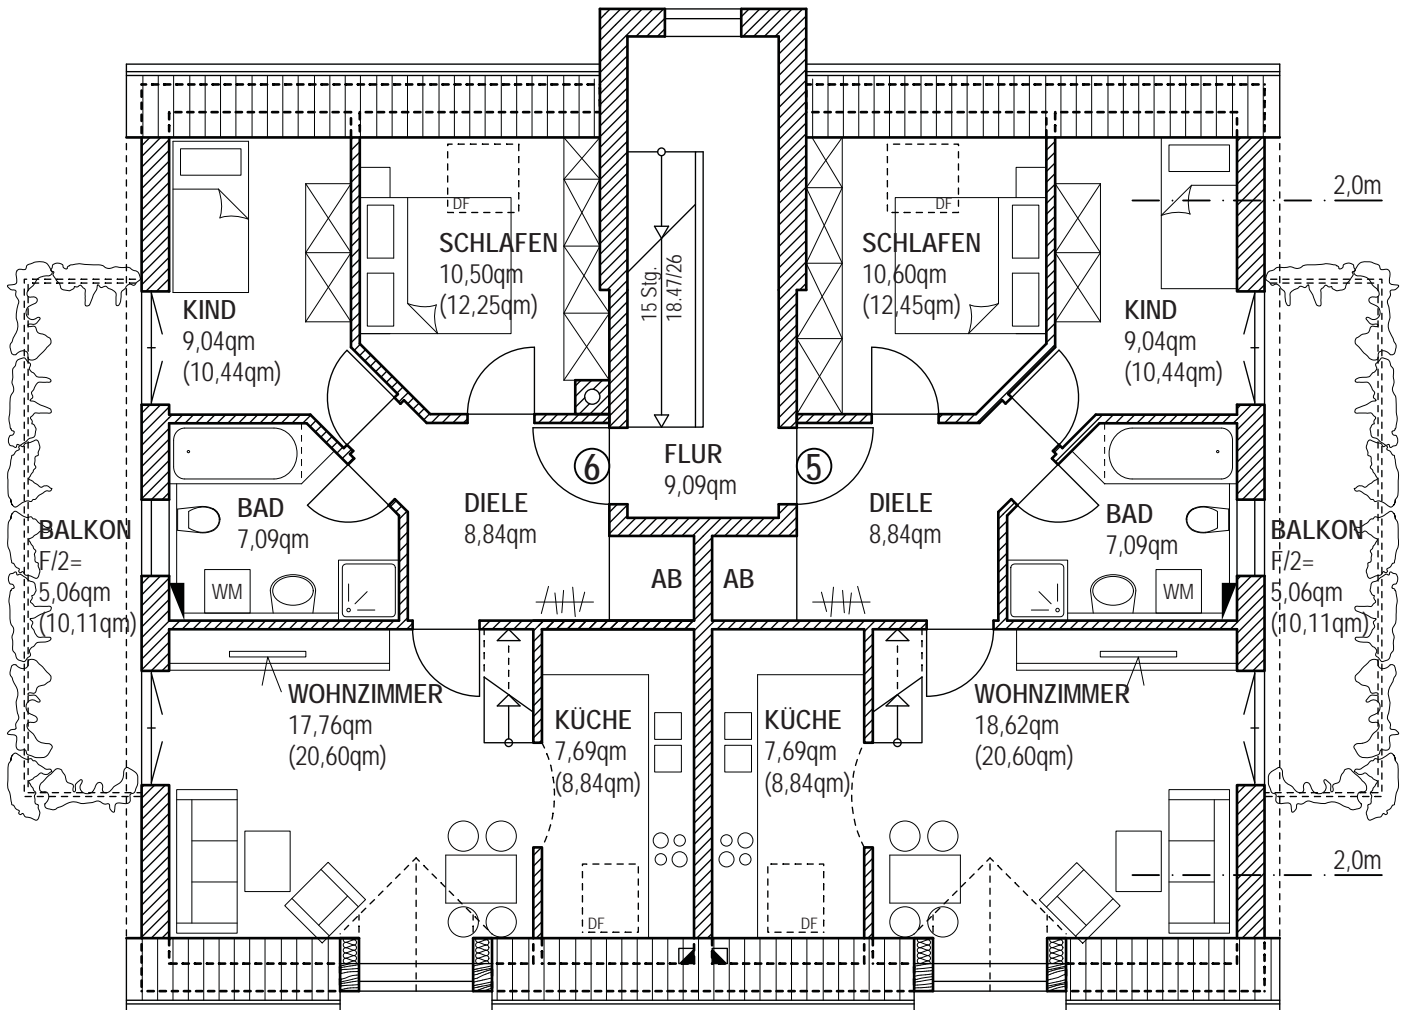 2,0m
DF
DF
SCHLAFEN
10,50qm
(12,25qm)
SCHLAFEN
10,60qm
(12,45qm)
15 Stg.
18.47/26
KIND
9,04qm
(10,44qm)
KIND
9,04qm
(10,44qm)
FLUR
9,09qm
6
5
DIELE
8,84qm
DIELE
8,84qm
BAD
7,09qm
BAD
7,09qm
BALKON
F/2=
5,06qm
(10,11qm)
BALKON
F/2=
5,06qm
(10,11qm)
WM
WM
AB
AB
WOHNZIMMER
17,76qm
(20,60qm)
KÜCHE
7,69qm
(8,84qm)
KÜCHE
7,69qm
(8,84qm)
WOHNZIMMER
18,62qm
(20,60qm)
2,0m
DF
DF